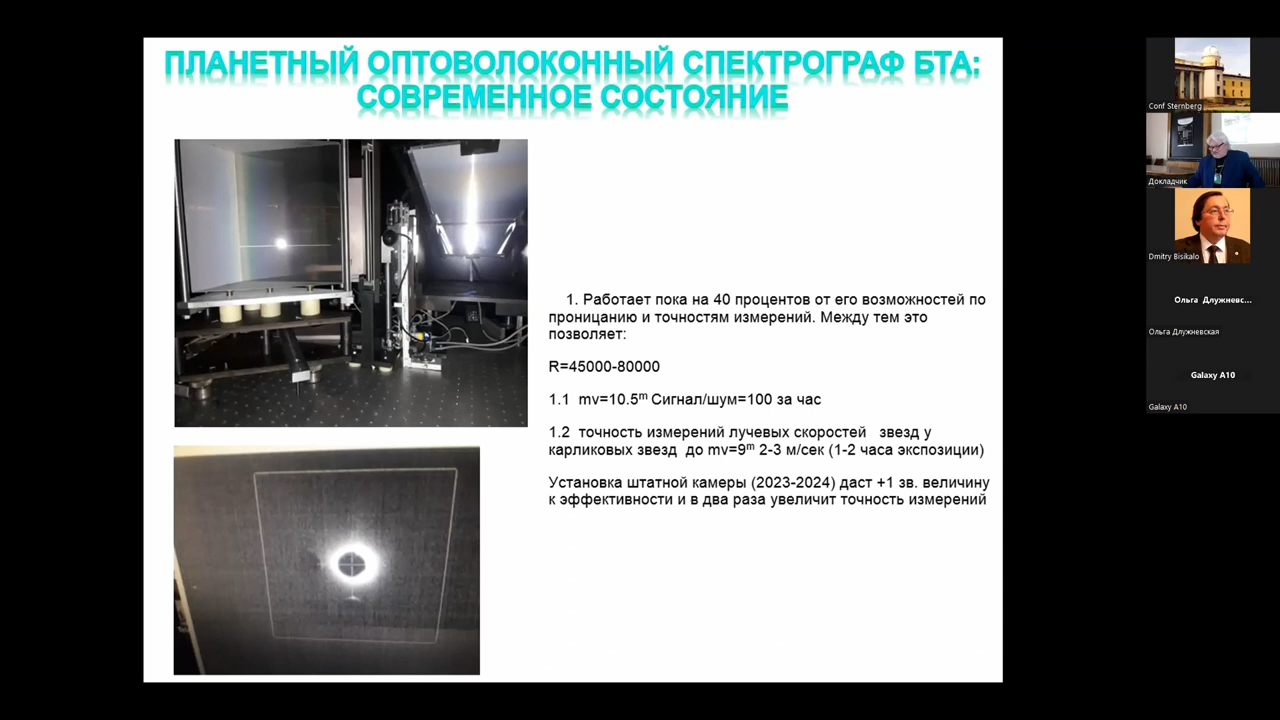 ПЛАНЕТНЫЙ ОПТОВОЛОКОННЫЙ СПЕКТРОГРАФ БТА:
СОВРЕМЕННОЕ СОСТОЯНИЕ
1. Работает пока на 40 процентов от его возможностей по
проницанию и точностям измерений. Между тем это
позволяет:
R=45000-80000
1.1 mv=10.5ᵐ Сигнал/шум=100 за час
1.2 точность измерений лучевых скоростей звезд у
карликовых звезд до mv=9ᵐ 2-3 м/сек (1-2 часа экспозиции)
Установка штатной камеры (2023-2024) даст +1 зв. величину
к эффективности и в два раза увеличит точность измерений
Conf Sternberg
Докладчик
Dmitry Bisikalo
Ольга Длужневс...
Ольга Длужневская
Galaxy A10
Galaxy A10